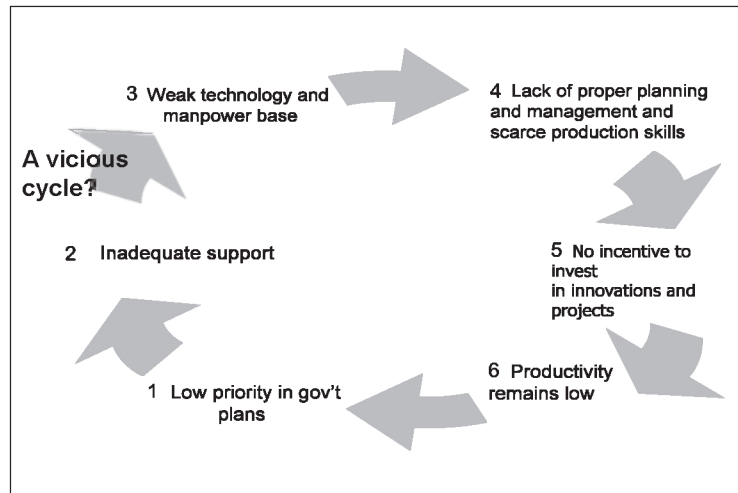 3 Weak technology and
manpower base
4 Lack of proper planning
and management and
scarce production skills
A vicious
cycle?
2 Inadequate support
5 No incentive to
invest
in innovations and
projects
6 Productivity
remains low
1 Low priority in gov't
plans